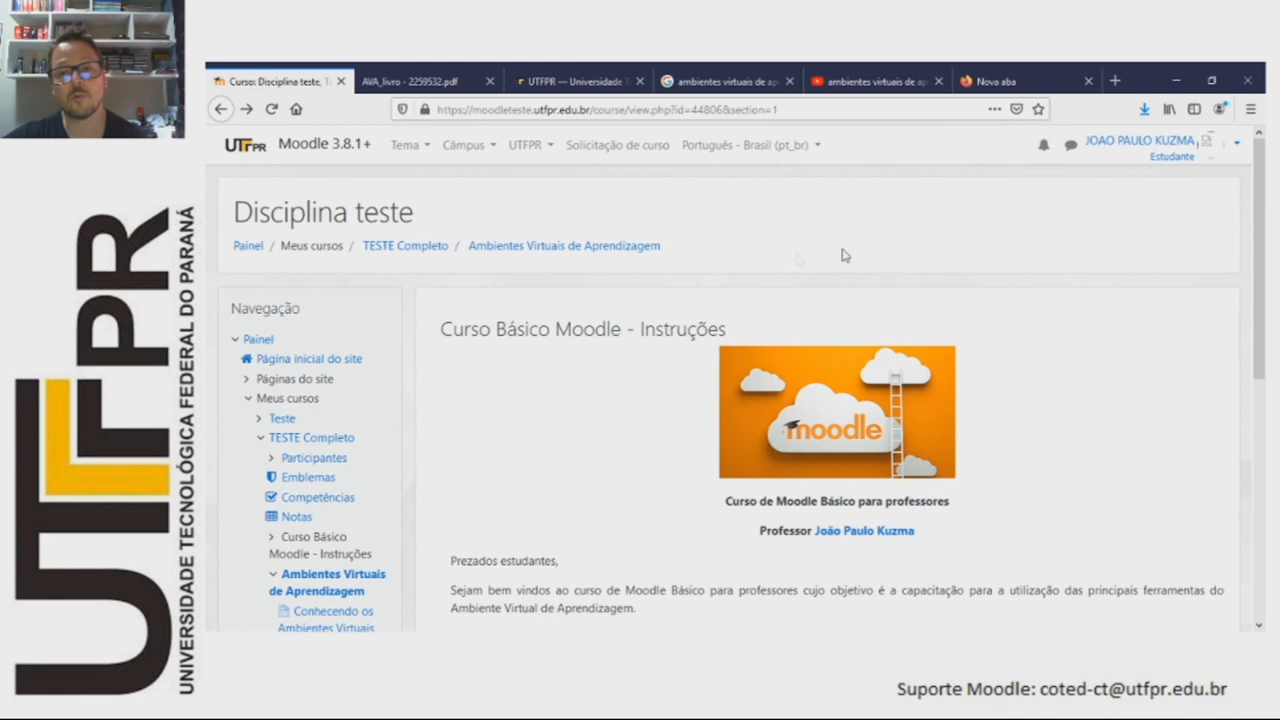 Curso: Disciplina teste, T
AVA_livro - 2259532.pdf
UTFPR — Universidade T
ambientes virtuais de ap
ambientes virtuais de ap
Nova aba
https://moodleteste.utfpr.edu.br/course/view.php?id=44806&section=1
UTFPR
Moodle 3.8.1+
Tema
Câmpus
UTFPR
Solicitação de curso
Português - Brasil (pt_br)
JOAO PAULO KUZMA
Estudante
Disciplina teste
Painel / Meus cursos / TESTE Completo / Ambientes Virtuais de Aprendizagem
Navegação
Painel
Página inicial do site
Páginas do site
Meus cursos
Teste
TESTE Completo
Participantes
Emblemas
Competências
Notas
Curso Básico
Moodle - Instruções
Ambientes Virtuais
de Aprendizagem
Conhecendo os
Ambientes Virtuais
Curso Básico Moodle - Instruções
moodle
Curso de Moodle Básico para professores
Professor João Paulo Kuzma
Prezados estudantes,
Sejam bem vindos ao curso de Moodle Básico para professores cujo objetivo é a capacitação para a utilização das principais ferramentas do
Ambiente Virtual de Aprendizagem.
UTFPR
UNIVERSIDADE TECNOLÓGICA FEDERAL DO PARANÁ
Suporte Moodle: coted-ct@utfpr.edu.br